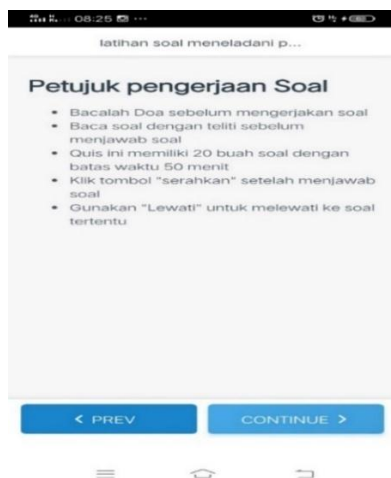 08:25
latihan soal meneladani p...
Petujuk pengerjaan Soal
• Bacalah Doa sebelum mengerjakan soal
• Baca soal dengan teliti sebelum
menjawab soal
• Quis ini memiliki 20 buah soal dengan
batas waktu 50 menit
• Klik tombol "serahkan" setelah menjawab
soal
• Gunakan "Lewati" untuk melewati ke soal
tertentu
< PREV
CONTINUE >